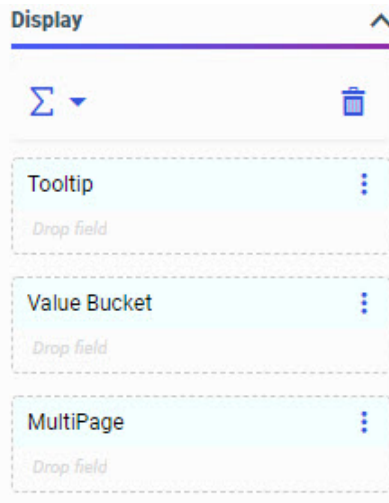 Display
Σ
Tooltip
Drop field
Value Bucket
Drop field
MultiPage
Drop field